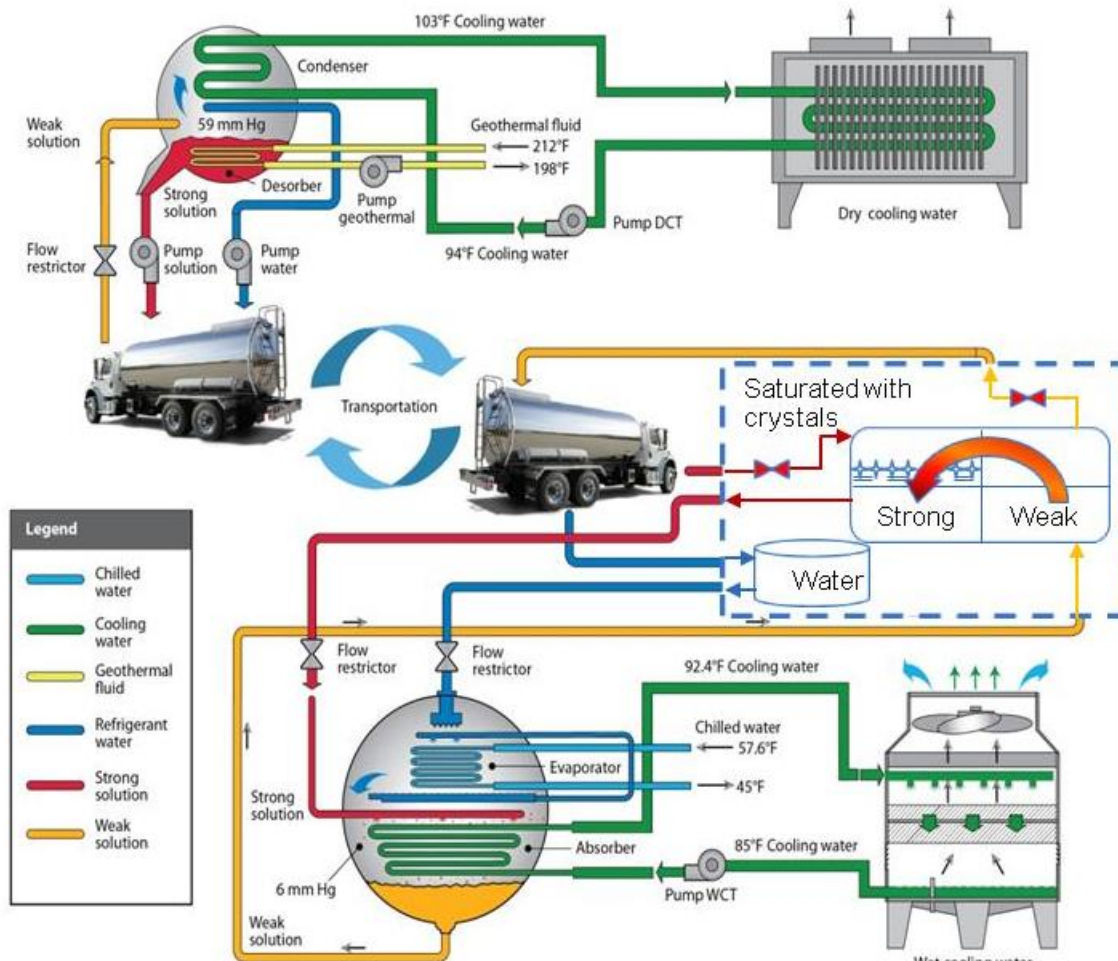 103°F Cooling water
Condenser
Weak
solution
59 mm Hg
Geothermal fluid
212°F
198°F
Desorber
Strong
solution
Pump
geothermal
Dry cooling water
Pump DCT
94°F Cooling water
Flow
restrictor
Pump
solution
Pump
water
Transportation
Saturated with
crystals
Strong
Weak
Water
Legend
Chilled
water
Cooling
water
Geothermal
fluid
Refrigerant
water
Strong
solution
Weak
solution
Flow
restrictor
Flow
restrictor
92.4°F Cooling water
Chilled water
57.6°F
Evaporator
45°F
Strong
solution
Absorber
85°F Cooling water
6 mm Hg
Pump WCT
Weak
solution
Wet cooling water